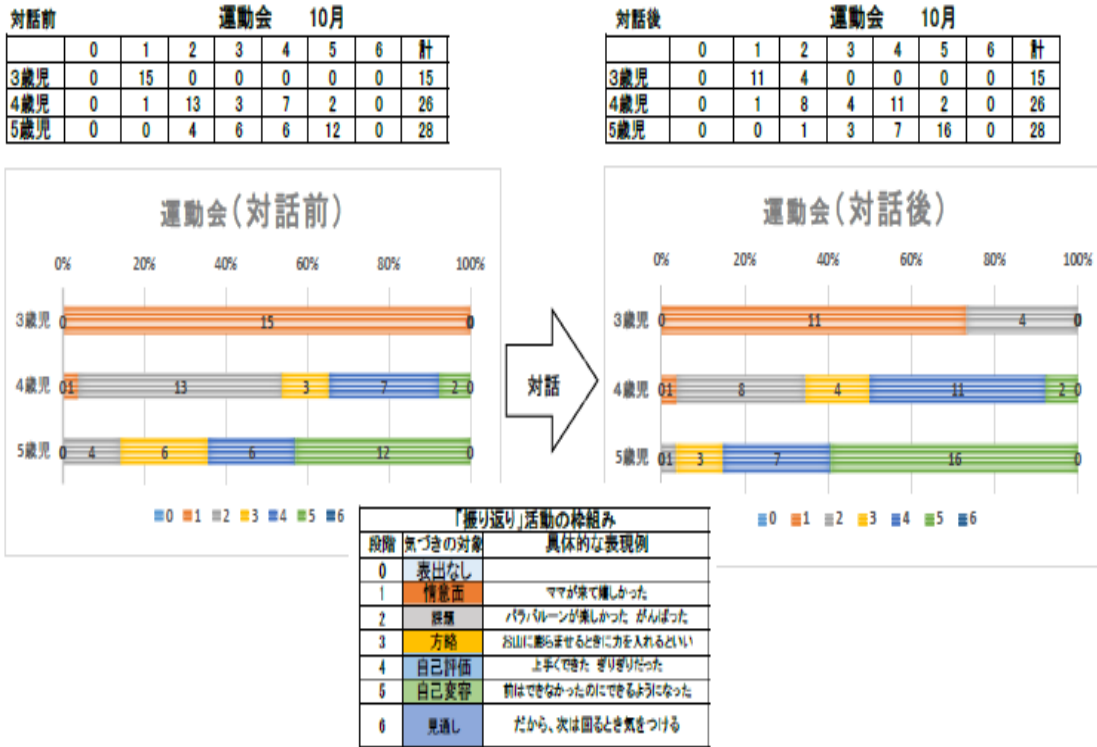 対話前 運動会 10月
0 1 2 3 4 5 6 計
3歳児 0 15 0 0 0 0 0 15
4歳児 0 1 13 3 7 2 0 26
5歳児 0 0 4 6 6 12 0 28
対話後 運動会 10月
0 1 2 3 4 5 6 計
3歳児 0 11 4 0 0 0 0 15
4歳児 0 1 8 4 11 2 0 26
5歳児 0 0 1 3 7 16 0 28
運動会(対話前)
0% 20% 40% 60% 80% 100%
3歳児 0 15 0
4歳児 0 1 13 3 7 2 0
5歳児 0 4 6 6 12 0
0 1 2 3 4 5 6
対話
運動会(対話後)
0% 20% 40% 60% 80% 100%
3歳児 0 11 4 0
4歳児 0 1 8 4 11 2 0
5歳児 0 1 3 7 16 0
0 1 2 3 4 5 6
「振り返り」活動の枠組み
段階 気づきの対象 具体的な表現例
0 表出なし
1 情意面 ママが来て嬉しかった
2 課題 パラバルーンが楽しかった がんばった
3 方略 お山に膨らませるときに力を入れるといい
4 自己評価 上手くできた ぎりぎりだった
5 自己変容 前はできなかったのにできるようになった
6 見通し だから、次は回るとき気をつける